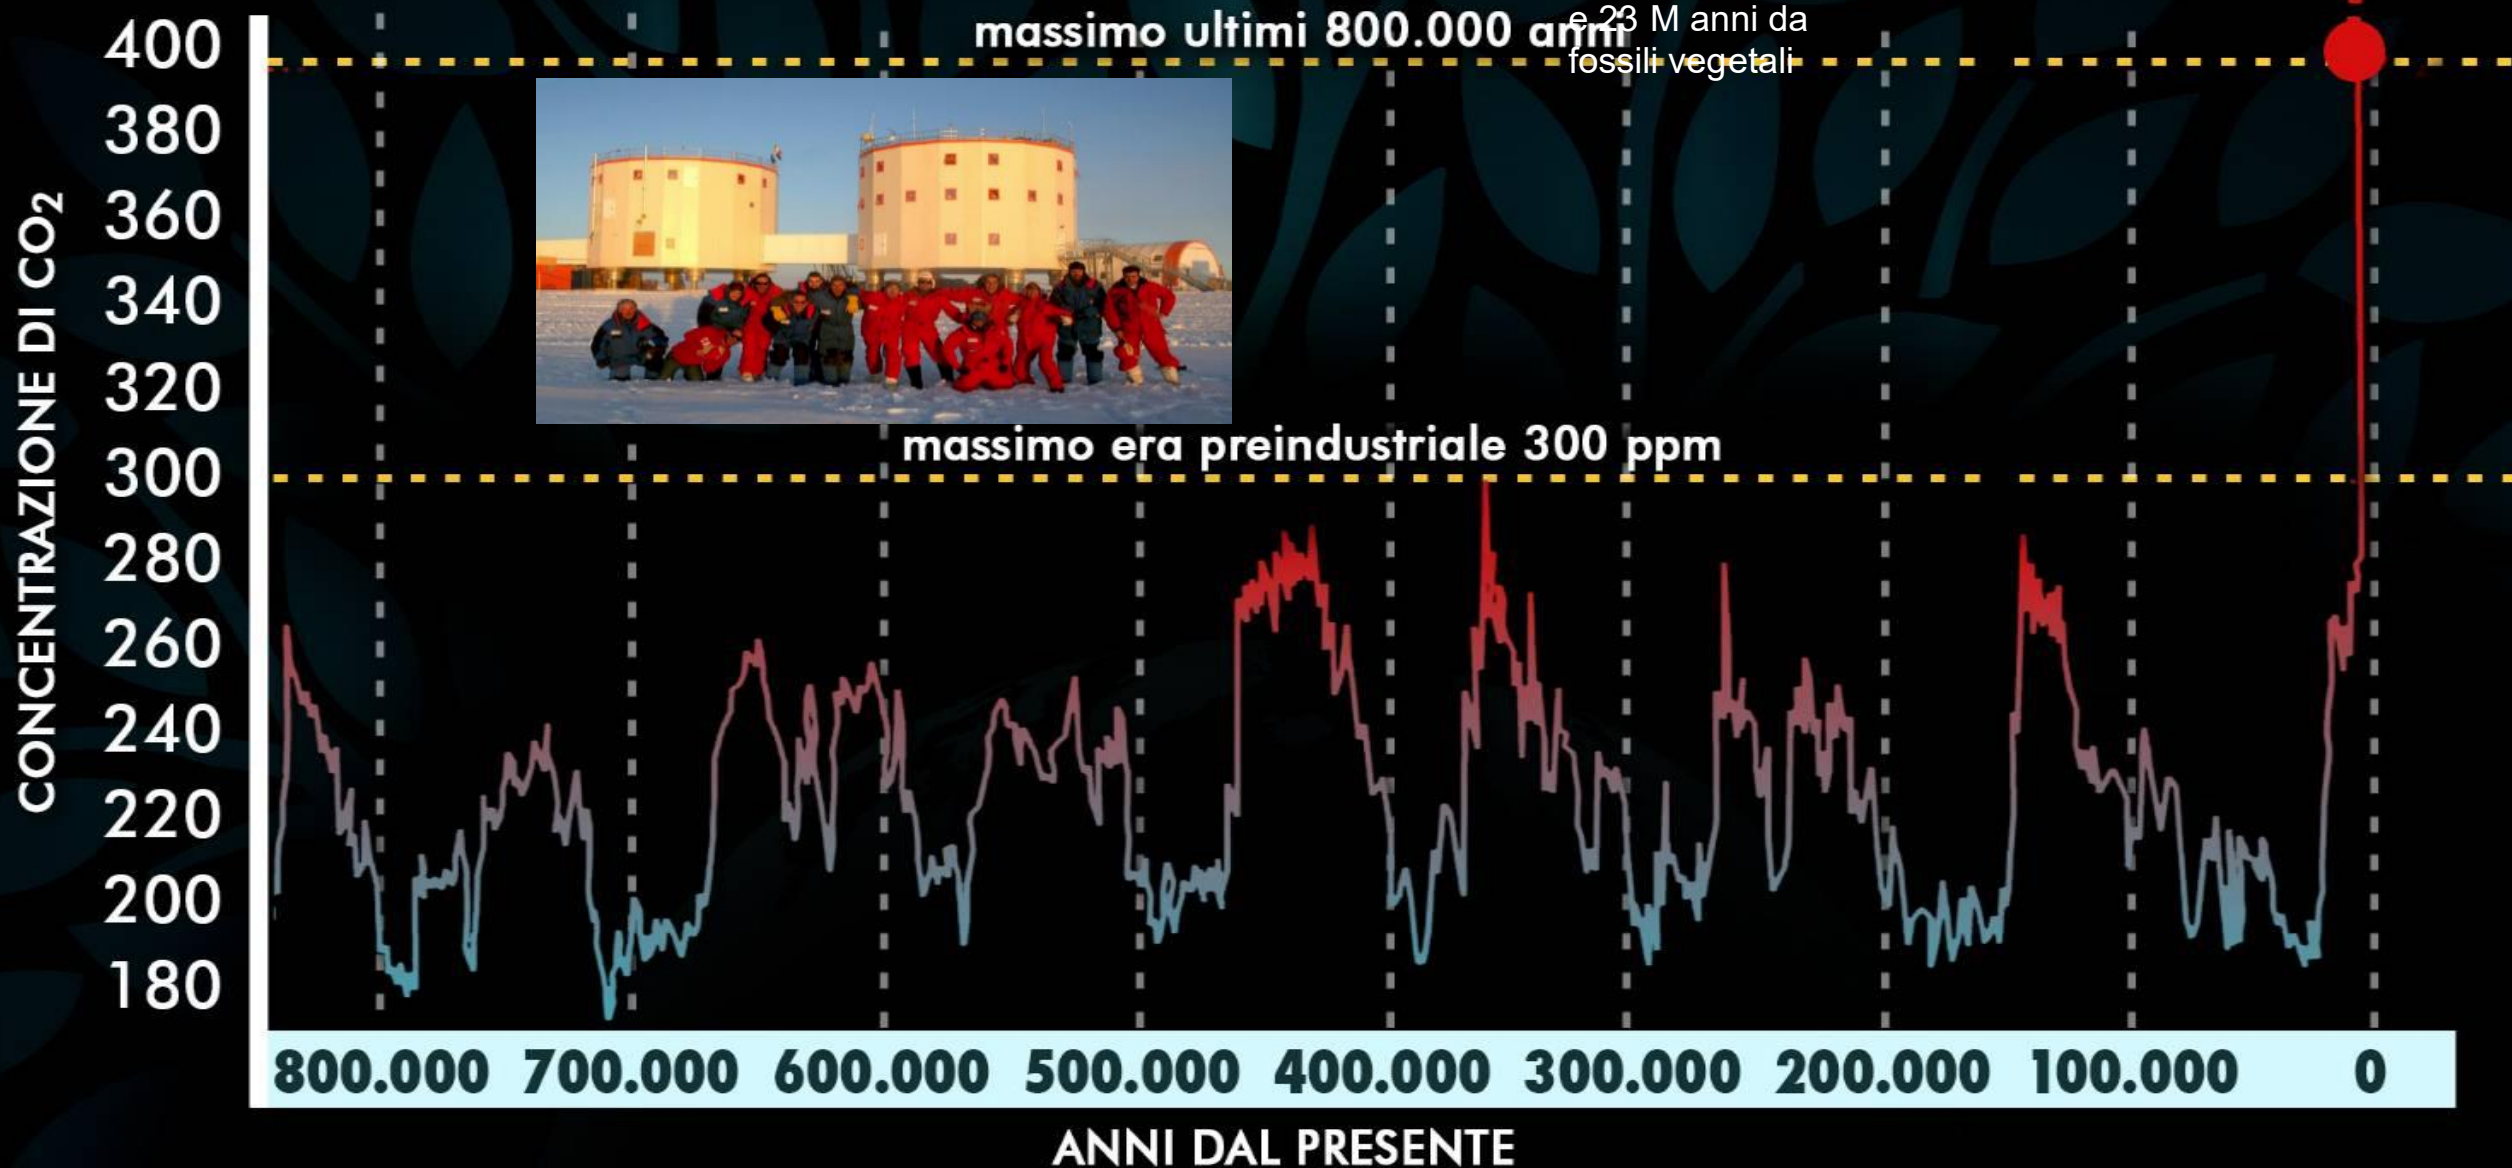 massimo ultimi 800.000 anni
e 23 M anni da
fossili vegetali
massimo era preindustriale 300 ppm
CONCENTRAZIONE DI CO₂
400
380
360
340
320
300
280
260
240
220
200
180
800.000 700.000 600.000 500.000 400.000 300.000 200.000 100.000 0
ANNI DAL PRESENTE